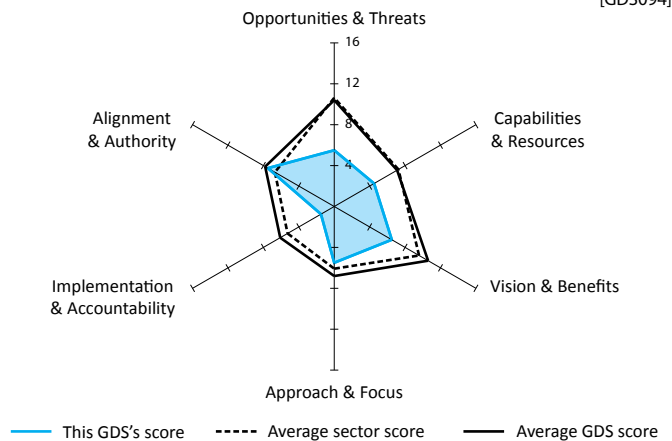 [GDS094]
Opportunities & Threats
16
12
8
4
Alignment
& Authority
Capabilities
& Resources
Implementation
& Accountability
Vision & Benefits
Approach & Focus
This GDS's score
Average sector score
Average GDS score